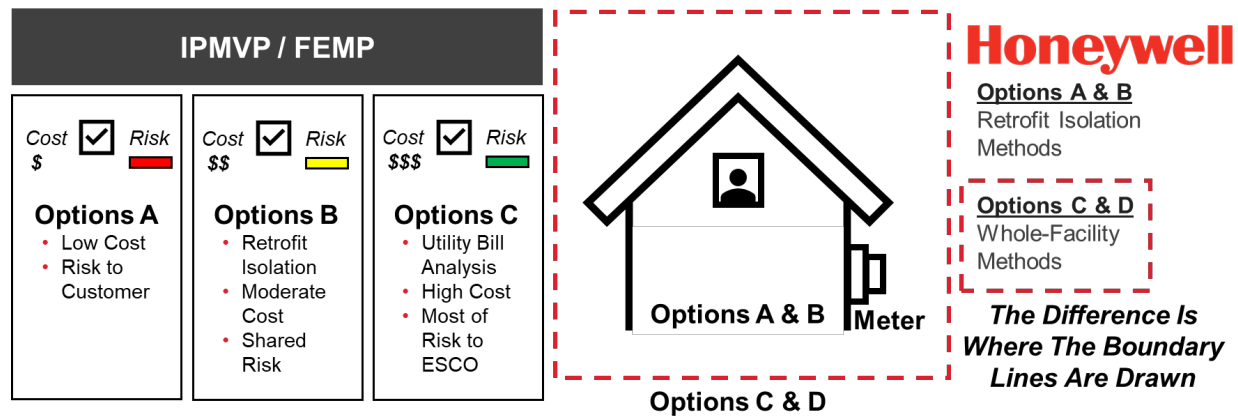 IPMVP / FEMP
Cost
$
Risk
Options A
• Low Cost
• Risk to
Customer
Cost
$$
Risk
Options B
• Retrofit
Isolation
• Moderate
Cost
• Shared
Risk
Cost
$$$
Risk
Options C
• Utility Bill
Analysis
• High Cost
• Most of
Risk to
ESCO
Options A & B
Meter
Options C & D
Honeywell
Options A & B
Retrofit Isolation
Methods
Options C & D
Whole-Facility
Methods
The Difference Is
Where The Boundary
Lines Are Drawn